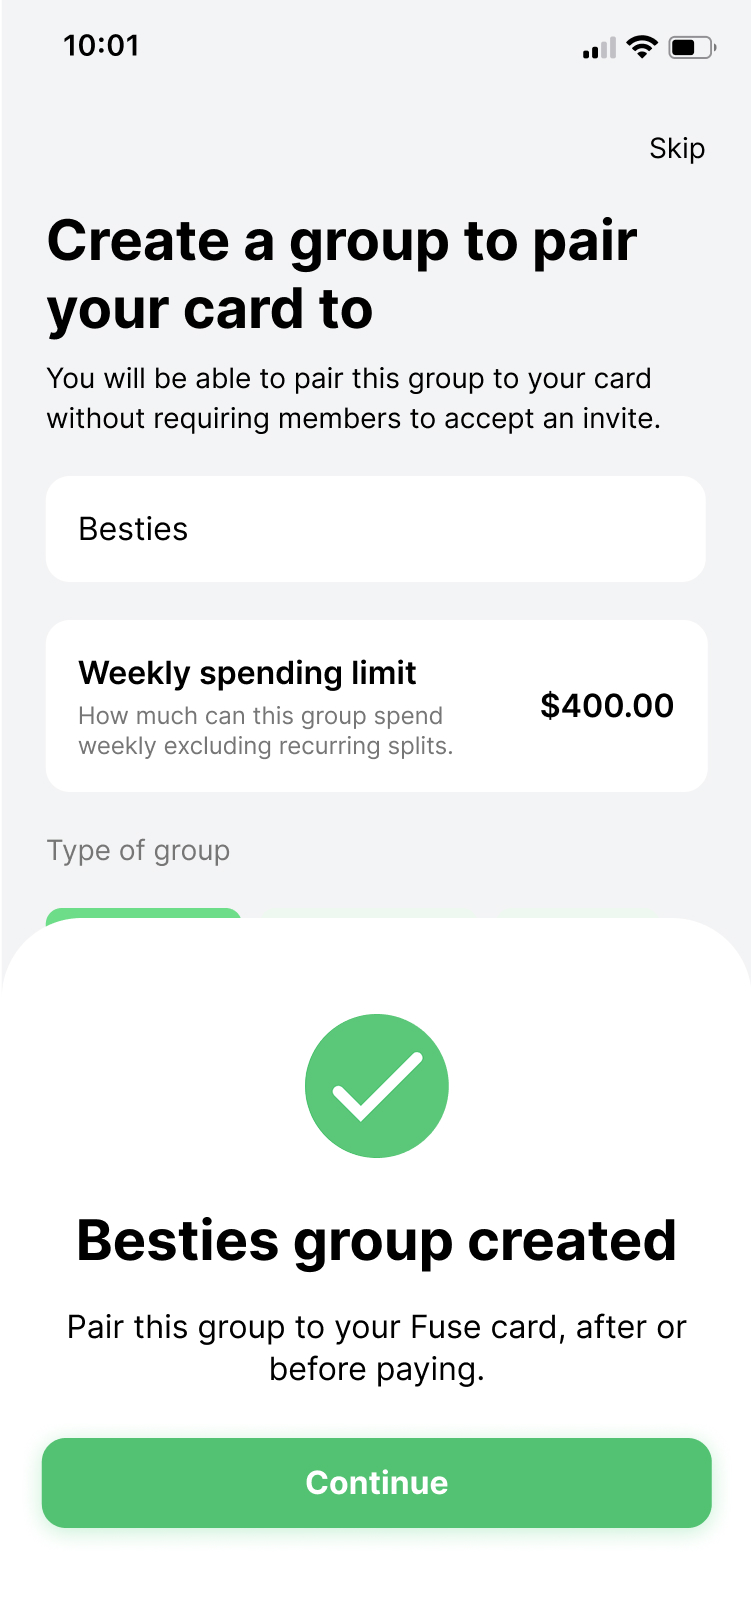 10:01
Skip
Create a group to pair
your card to
You will be able to pair this group to your card
without requiring members to accept an invite.
Besties
Weekly spending limit
How much can this group spend
weekly excluding recurring splits.
$400.00
Type of group
Besties group created
Pair this group to your Fuse card, after or
before paying.
Continue